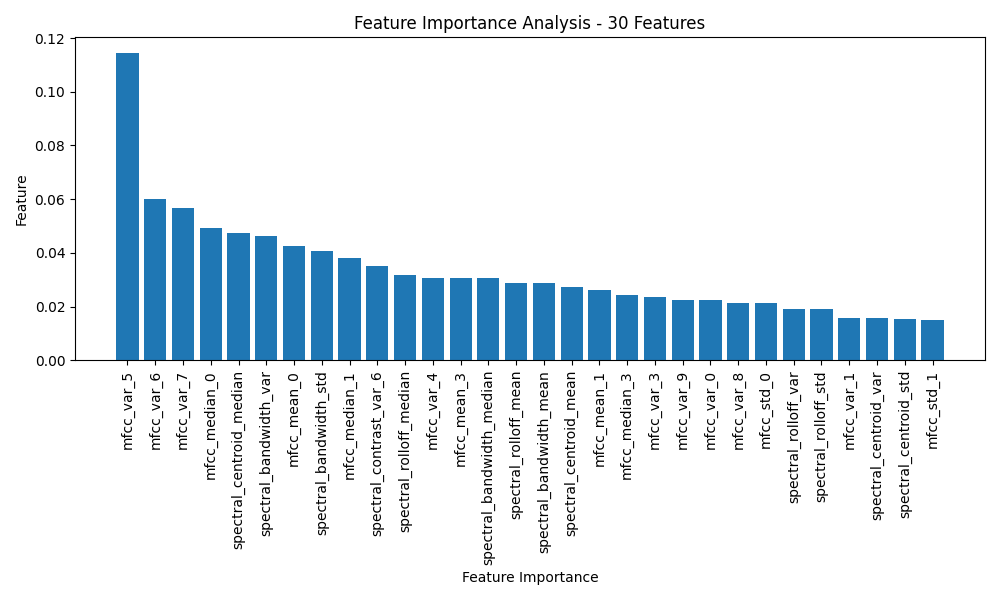 Feature Importance Analysis - 30 Features
Feature
0.12
0.10
0.08
0.06
0.04
0.02
0.00
mfcc_var_5
mfcc_var_6
mfcc_var_7
mfcc_median_0
spectral_centroid_median
spectral_bandwidth_var
mfcc_mean_0
spectral_bandwidth_std
mfcc_median_1
spectral_contrast_var_6
spectral_rolloff_median
mfcc_var_4
mfcc_mean_3
spectral_bandwidth_median
spectral_rolloff_mean
spectral_bandwidth_mean
spectral_centroid_mean
mfcc_mean_1
mfcc_median_3
mfcc_var_3
mfcc_var_9
mfcc_var_0
mfcc_var_8
mfcc_std_0
spectral_rolloff_var
spectral_rolloff_std
mfcc_var_1
spectral_centroid_var
spectral_centroid_std
mfcc_std_1
Feature Importance